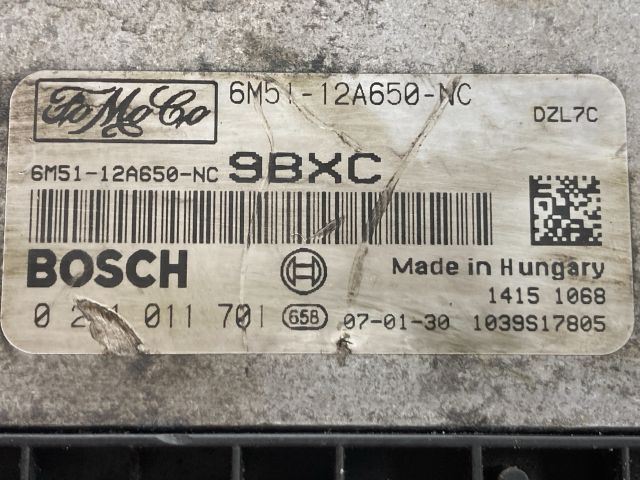 FoMoCo 6M51-12A650-NC
DZL7C
6M51-12A650-NC 9BXC
BOSCH
Made in Hungary
1415 1068
011 701 658 07-01-30 1039S17805